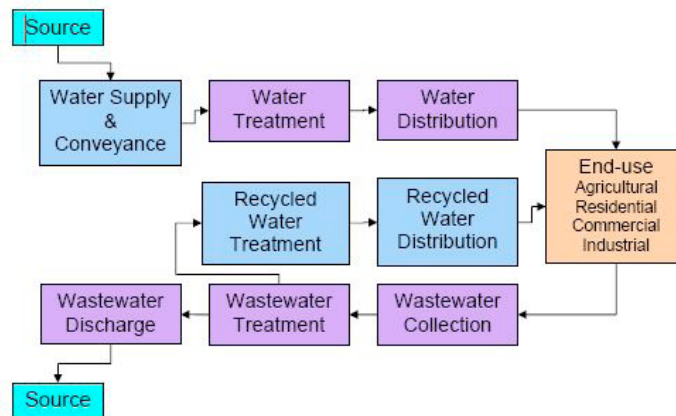 Source
Water Supply
&
Conveyance
Water
Treatment
Water
Distribution
End-use
Agricultural
Residential
Commercial
Industrial
Recycled
Water
Treatment
Recycled
Water
Distribution
Wastewater
Discharge
Wastewater
Treatment
Wastewater
Collection
Source